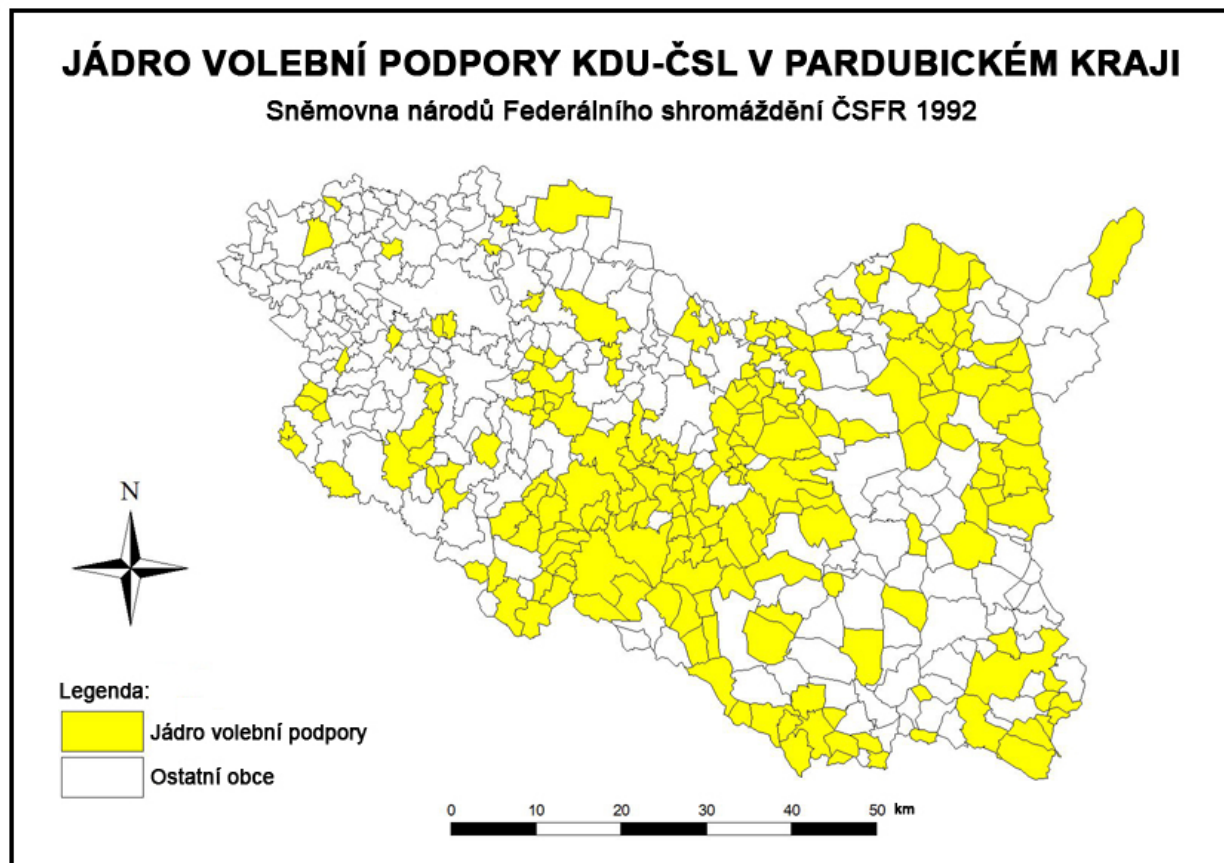 JÁDRO VOLEBNÍ PODPORY KDU-ČSL V PARDUBICKÉM KRAJI
Sněmovna národů Federálního shromáždění ČSFR 1992
N
Legenda:
Jádro volební podpory
Ostatní obce
0 10 20 30 40 50 km